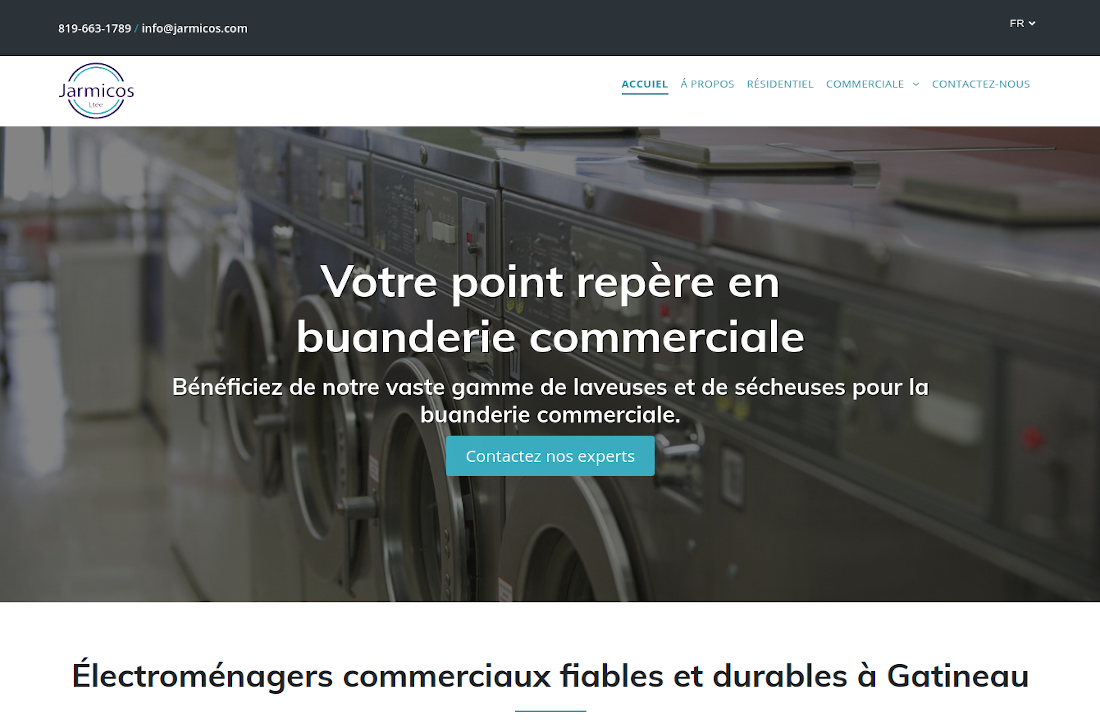 819-663-1789 / info@jarmicos.com
FR
Jarmicos
Ltée
ACCUIEL
Á PROPOS
RÉSIDENTIEL
COMMERCIALE
CONTACTEZ-NOUS
Votre point repère en
buanderie commerciale
Bénéficiez de notre vaste gamme de laveuses et de sécheuses pour la
buanderie commerciale.
Contactez nos experts
Électroménagers commerciaux fiables et durables à Gatineau